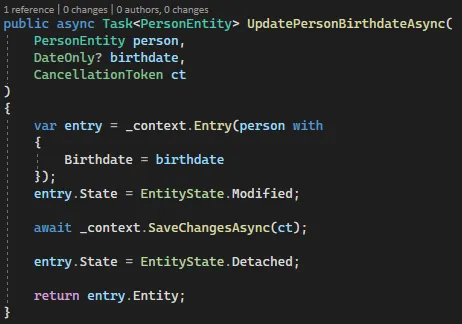 1 reference | 0 changes | 0 authors, 0 changes
public async Task<PersonEntity> UpdatePersonBirthdateAsync(
    PersonEntity person,
    DateOnly? birthdate,
    CancellationToken ct
)
{
    var entry = _context.Entry(person with
    {
        Birthdate = birthdate
    });
    entry.State = EntityState.Modified;

    await _context.SaveChangesAsync(ct);

    entry.State = EntityState.Detached;

    return entry.Entity;
}